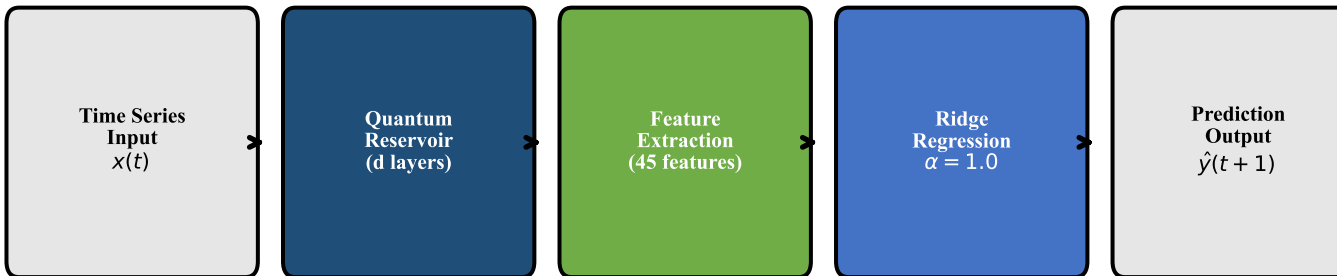 Time Series
Input
x(t)
Quantum
Reservoir
(d layers)
Feature
Extraction
(45 features)
Ridge
Regression
α = 1.0
Prediction
Output
ŷ(t + 1)